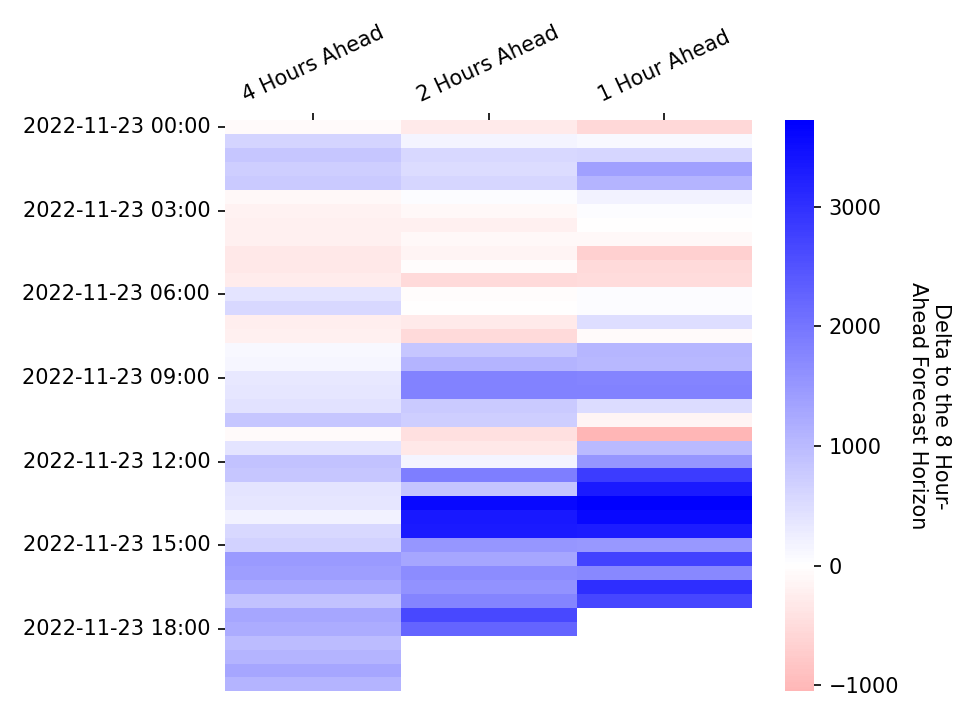 4 Hours Ahead
2 Hours Ahead
1 Hour Ahead
2022-11-23 00:00
2022-11-23 03:00
2022-11-23 06:00
2022-11-23 09:00
2022-11-23 12:00
2022-11-23 15:00
2022-11-23 18:00
3000
2000
1000
0
−1000
Delta to the 8 Hour-
Ahead Forecast Horizon